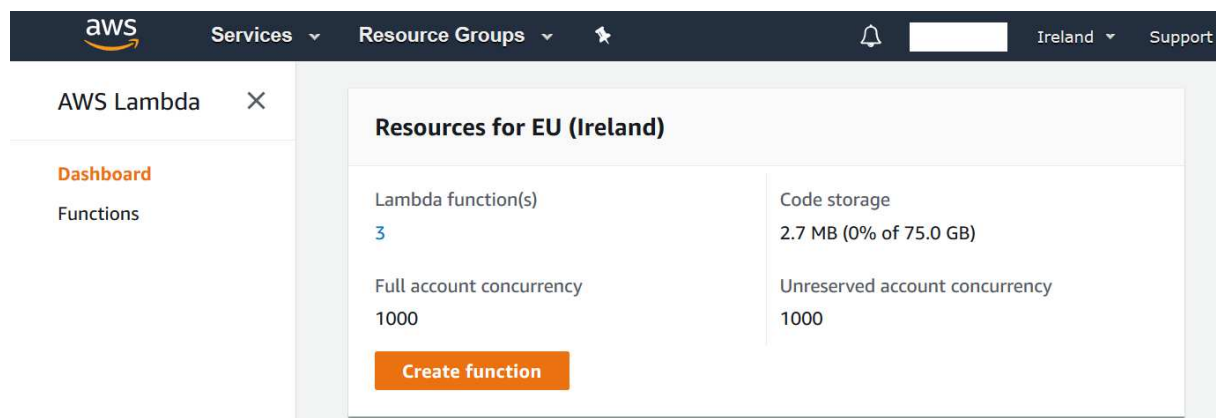 aws Services Resource Groups Ireland Support
AWS Lambda
Dashboard
Functions
Resources for EU (Ireland)
Lambda function(s)
3
Code storage
2.7 MB (0% of 75.0 GB)
Full account concurrency
1000
Unreserved account concurrency
1000
Create function